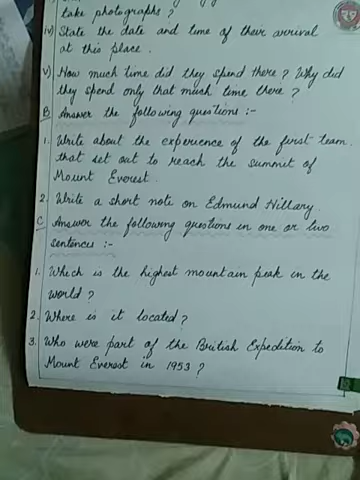 take photographs?
iv) State the date and time of their arrival
at this place.
v) How much time did they spend there? Why did
they spend only that much time there?
B Answer the following questions :-
1. Write about the experience of the first team
that set out to reach the summit of
Mount Everest.
2. Write a short note on Edmund Hillary.
C Answer the following questions in one or two
sentences :-
1. Which is the highest mountain peak in the
world?
2. Where is it located?
3. Who were part of the British Expedition to
Mount Everest in 1953?